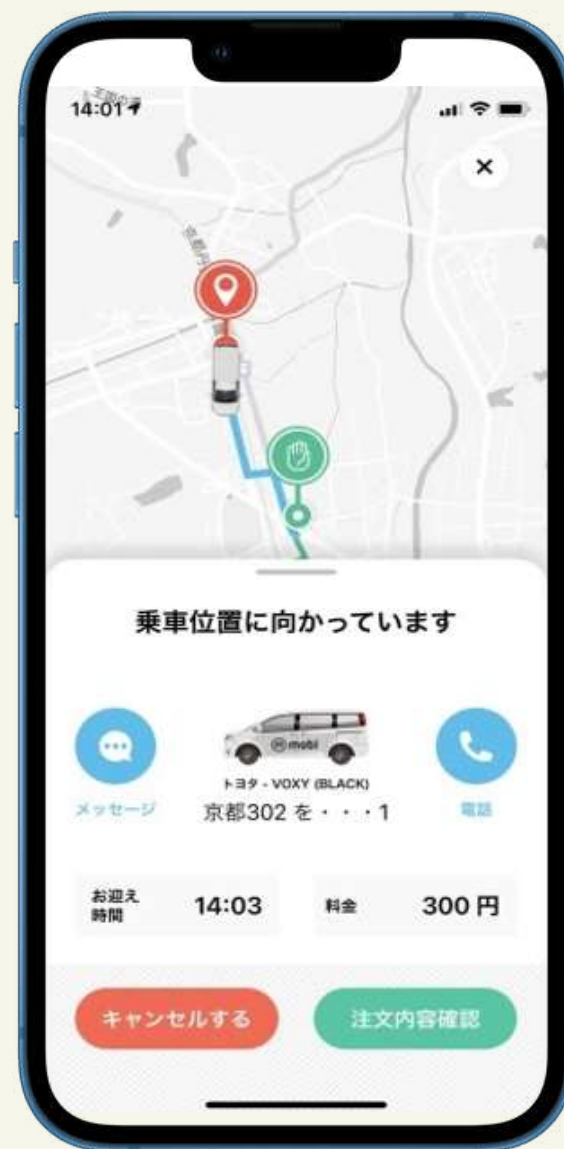 14:01
乗車位置に向かっています
mobi
トヨタ - VOXY (BLACK)
メッセージ
京都302 を・・・1
電話
お迎え
時間
14:03
料金
300 円
キャンセルする
注文内容確認